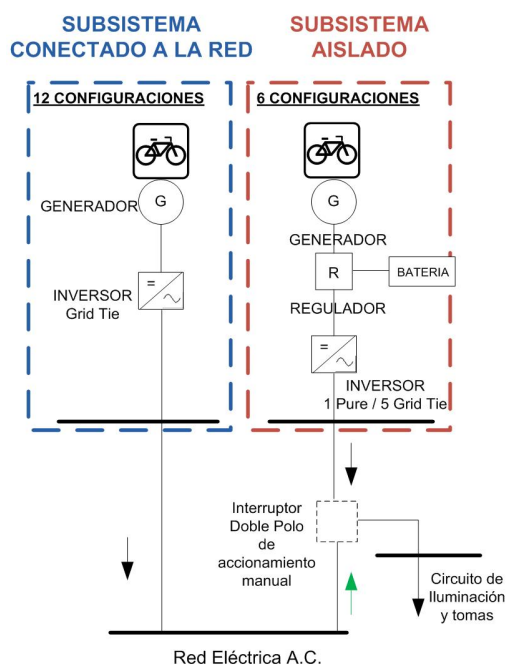 SUBSISTEMA
CONECTADO A LA RED
SUBSISTEMA
AISLADO
12 CONFIGURACIONES
G
GENERADOR
=
INVERSOR
Grid Tie
6 CONFIGURACIONES
G
GENERADOR
R
BATERIA
REGULADOR
=
INVERSOR
1 Pure / 5 Grid Tie
Interruptor
Doble Polo
de
accionamiento
manual
Circuito de
Iluminación
y tomas
Red Eléctrica A.C.